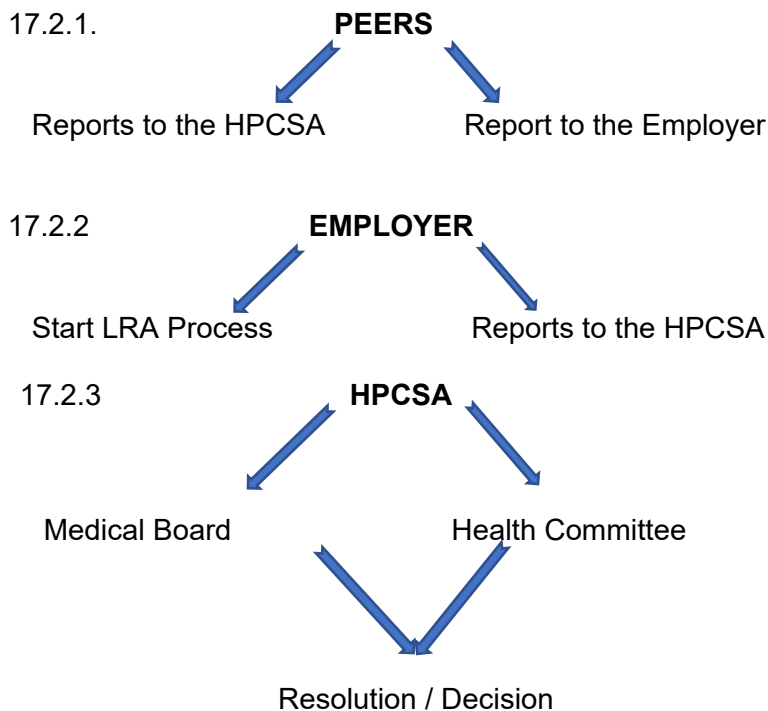 17.2.1. PEERS
Reports to the HPCSA Report to the Employer
17.2.2 EMPLOYER
Start LRA Process Reports to the HPCSA
17.2.3 HPCSA
Medical Board Health Committee
Resolution / Decision